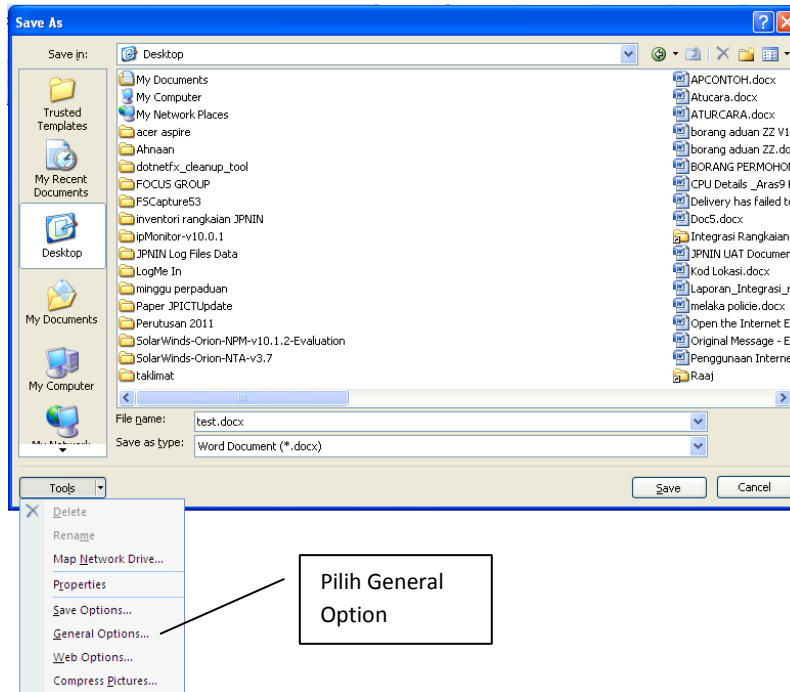 Save As
Save in:
Desktop
Trusted
Templates
My Recent
Documents
Desktop
My Documents
My Computer
My Documents
My Computer
My Network Places
acer aspire
Ahnaan
dotnetfx_cleanup_tool
FOCUS GROUP
FSCapture53
inventori rangkaian JPNIN
ipMonitor-v10.0.1
JPNIN Log Files Data
LogMe In
minggu perpaduan
Paper JPICTUpdate
Perutusan 2011
SolarWinds-Orion-NPM-v10.1.2-Evaluation
SolarWinds-Orion-NTA-v3.7
taklimat
APCONTOH.docx
Atucara.docx
ATURCARA.docx
borang aduan ZZ V1
borang aduan ZZ.do
BORANG PERMOHO
CPU Details _Aras9
Delivery has failed t
Doc5.docx
Integrasi Rangkaian
JPNIN UAT Documen
Kod Lokasi.docx
Laporan_Integrasi_r
melaka policie.docx
Open the Internet E
Original Message - E
Penggunaan Interne
Raaj
File name:
test.docx
Save as type:
Word Document (*.docx)
Tools
Save
Cancel
Delete
Rename
Map Network Drive...
Properties
Save Options...
General Options...
Web Options...
Compress Pictures...
Pilih General
Option